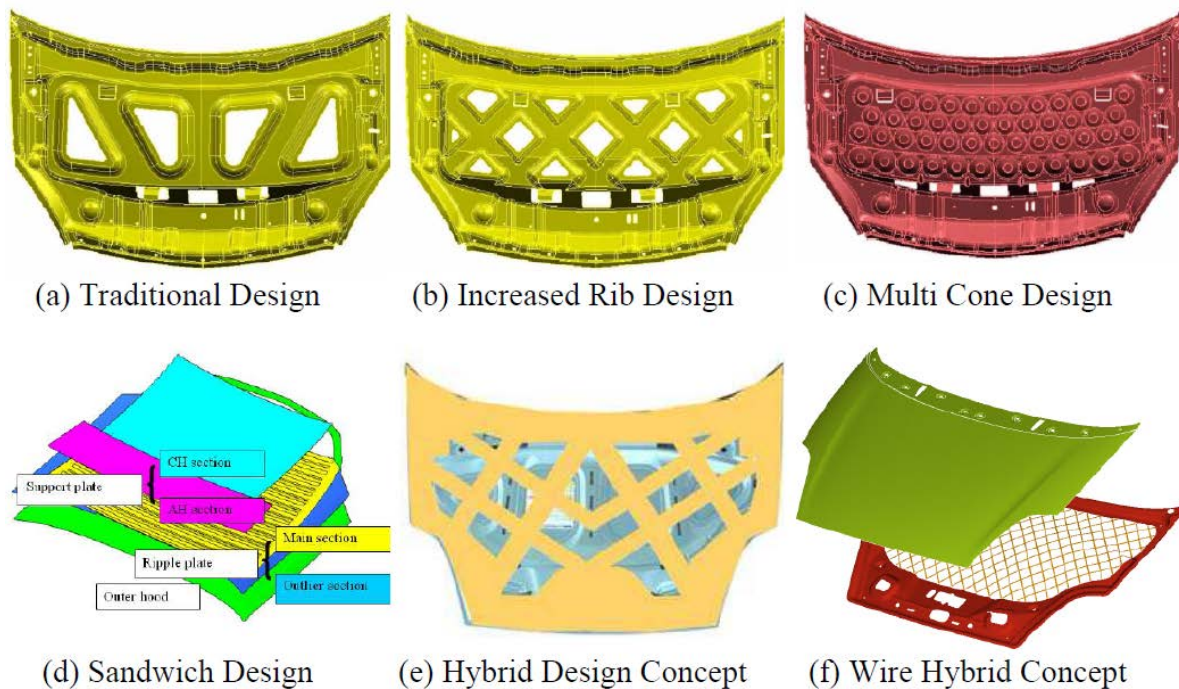 (a) Traditional Design
(b) Increased Rib Design
(c) Multi Cone Design
CH section
Support plate
AH section
Main section
Ripple plate
Outlier section
Outer hood
(d) Sandwich Design
(e) Hybrid Design Concept
(f) Wire Hybrid Concept